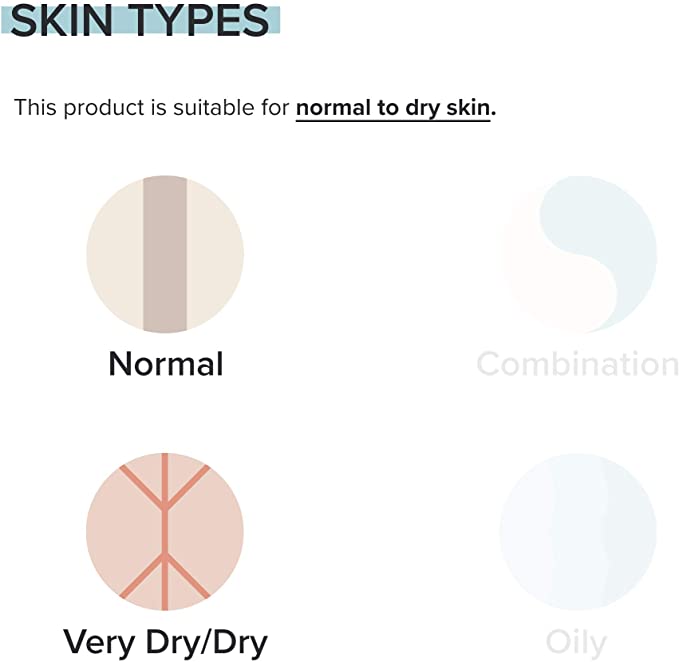 SKIN TYPES
This product is suitable for normal to dry skin.
Normal
Combination
Very Dry/Dry
Oily